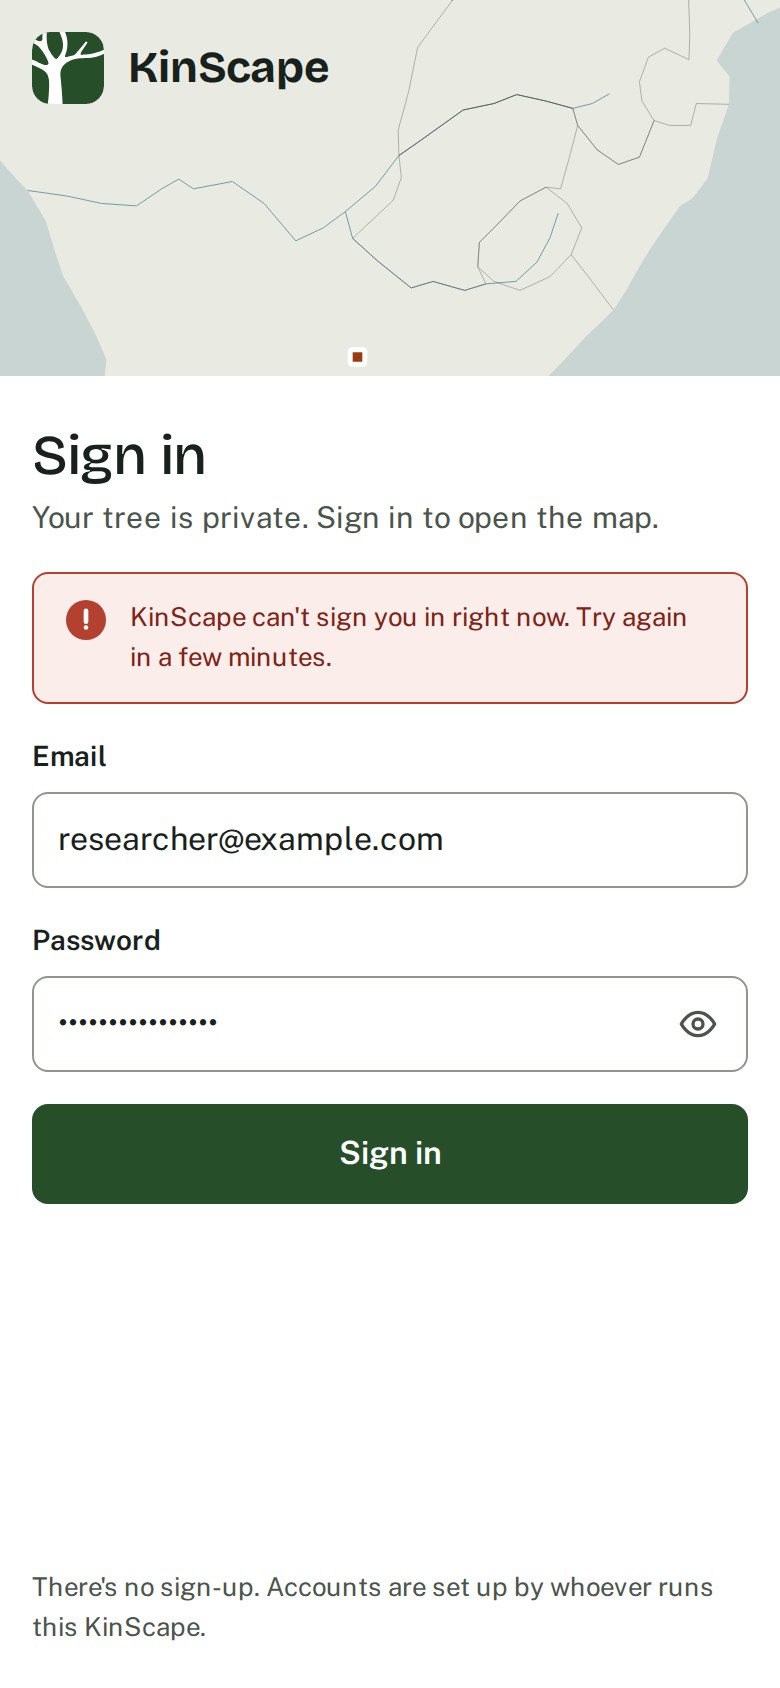 KinScape
Sign in
Your tree is private. Sign in to open the map.
KinScape can't sign you in right now. Try again
in a few minutes.
Email
researcher@example.com
Password
••••••••••••••••
Sign in
There's no sign-up. Accounts are set up by whoever runs
this KinScape.